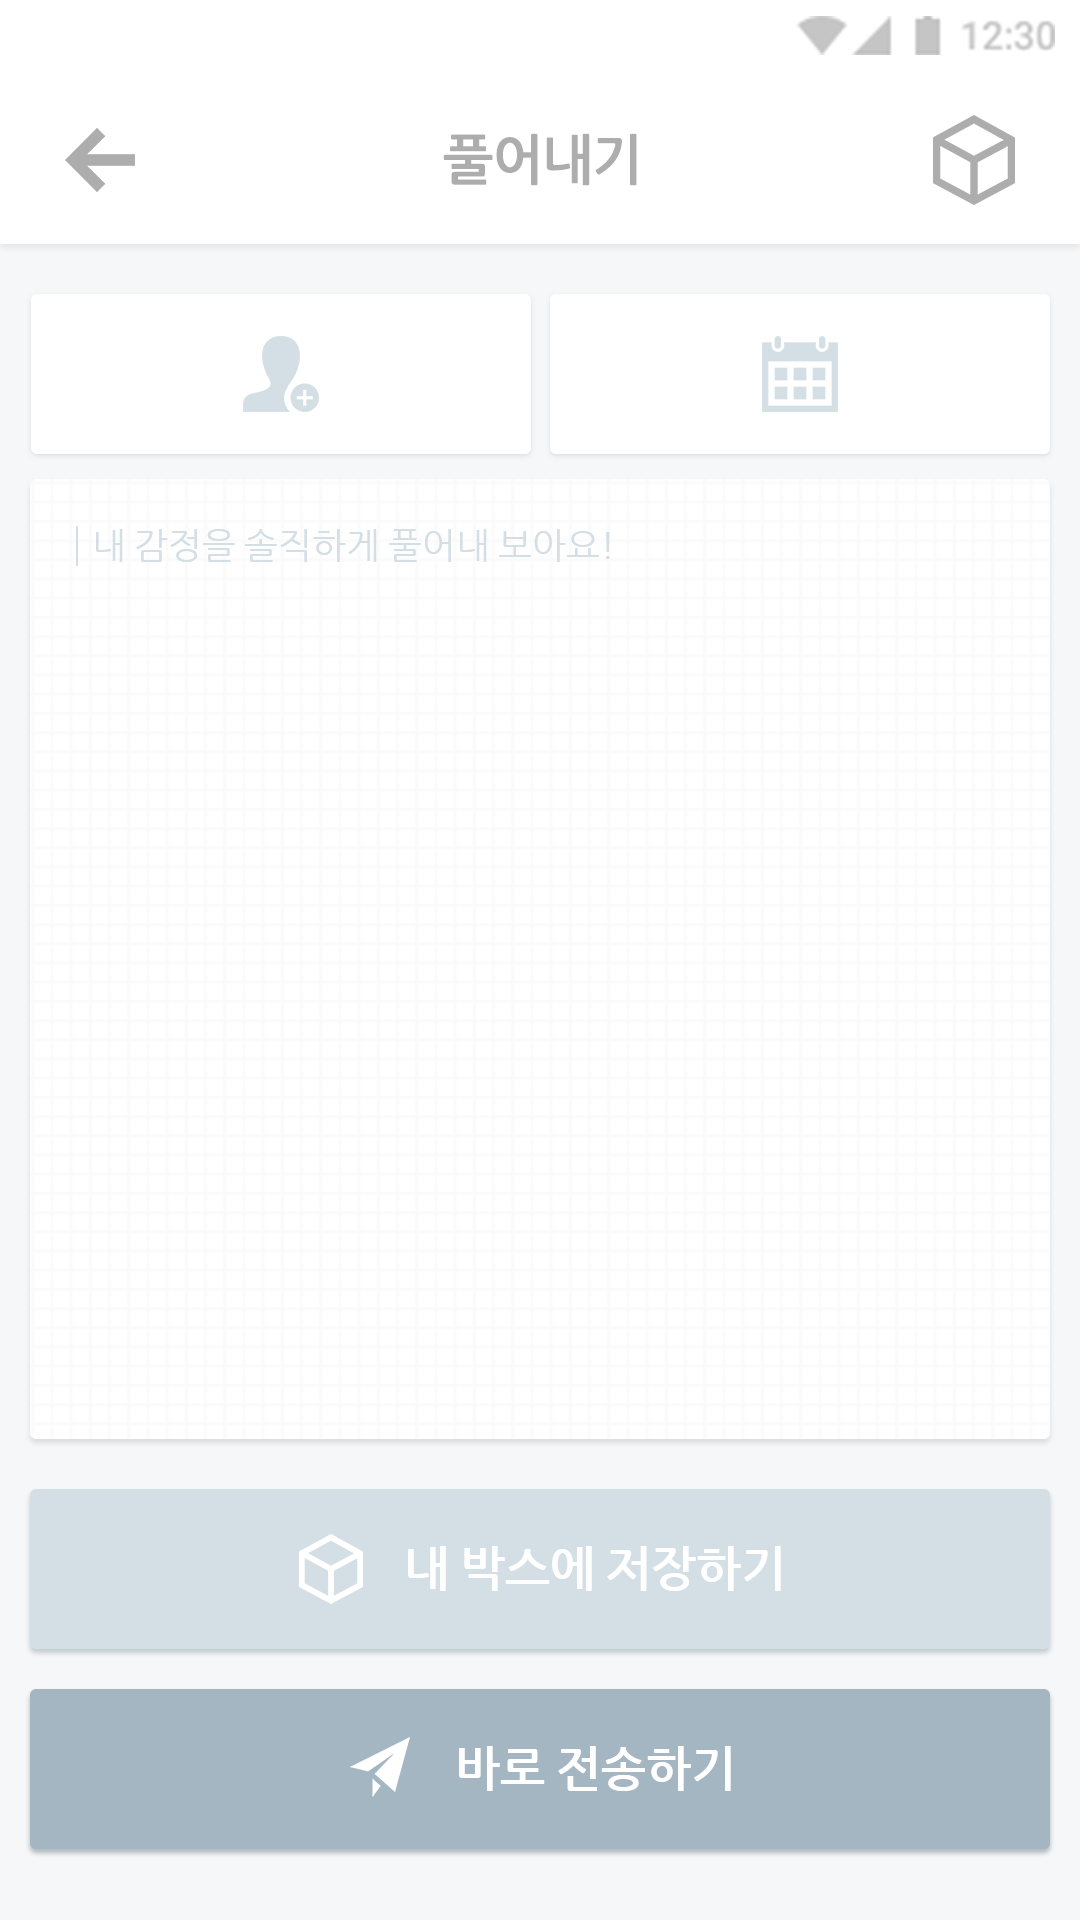 12:30
풀어내기
내 감정을 솔직하게 풀어내 보아요!
내 박스에 저장하기
바로 전송하기